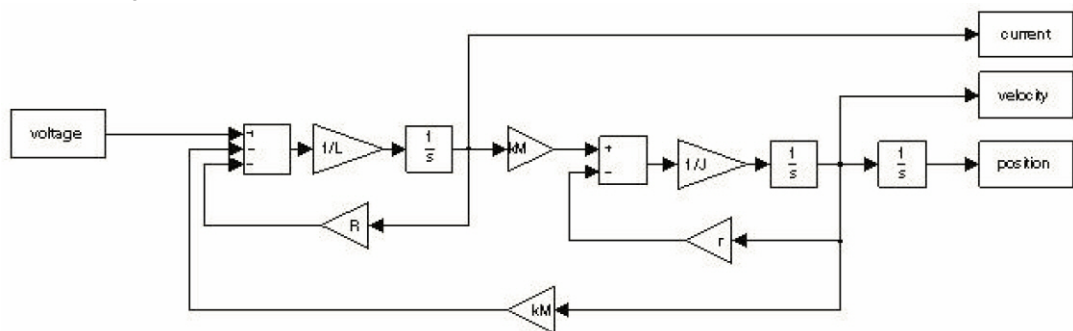 current
velocity
voltage
1/L
1
s
kM
+
−
1/J
1
s
1
s
position
−
−
R
r
kM